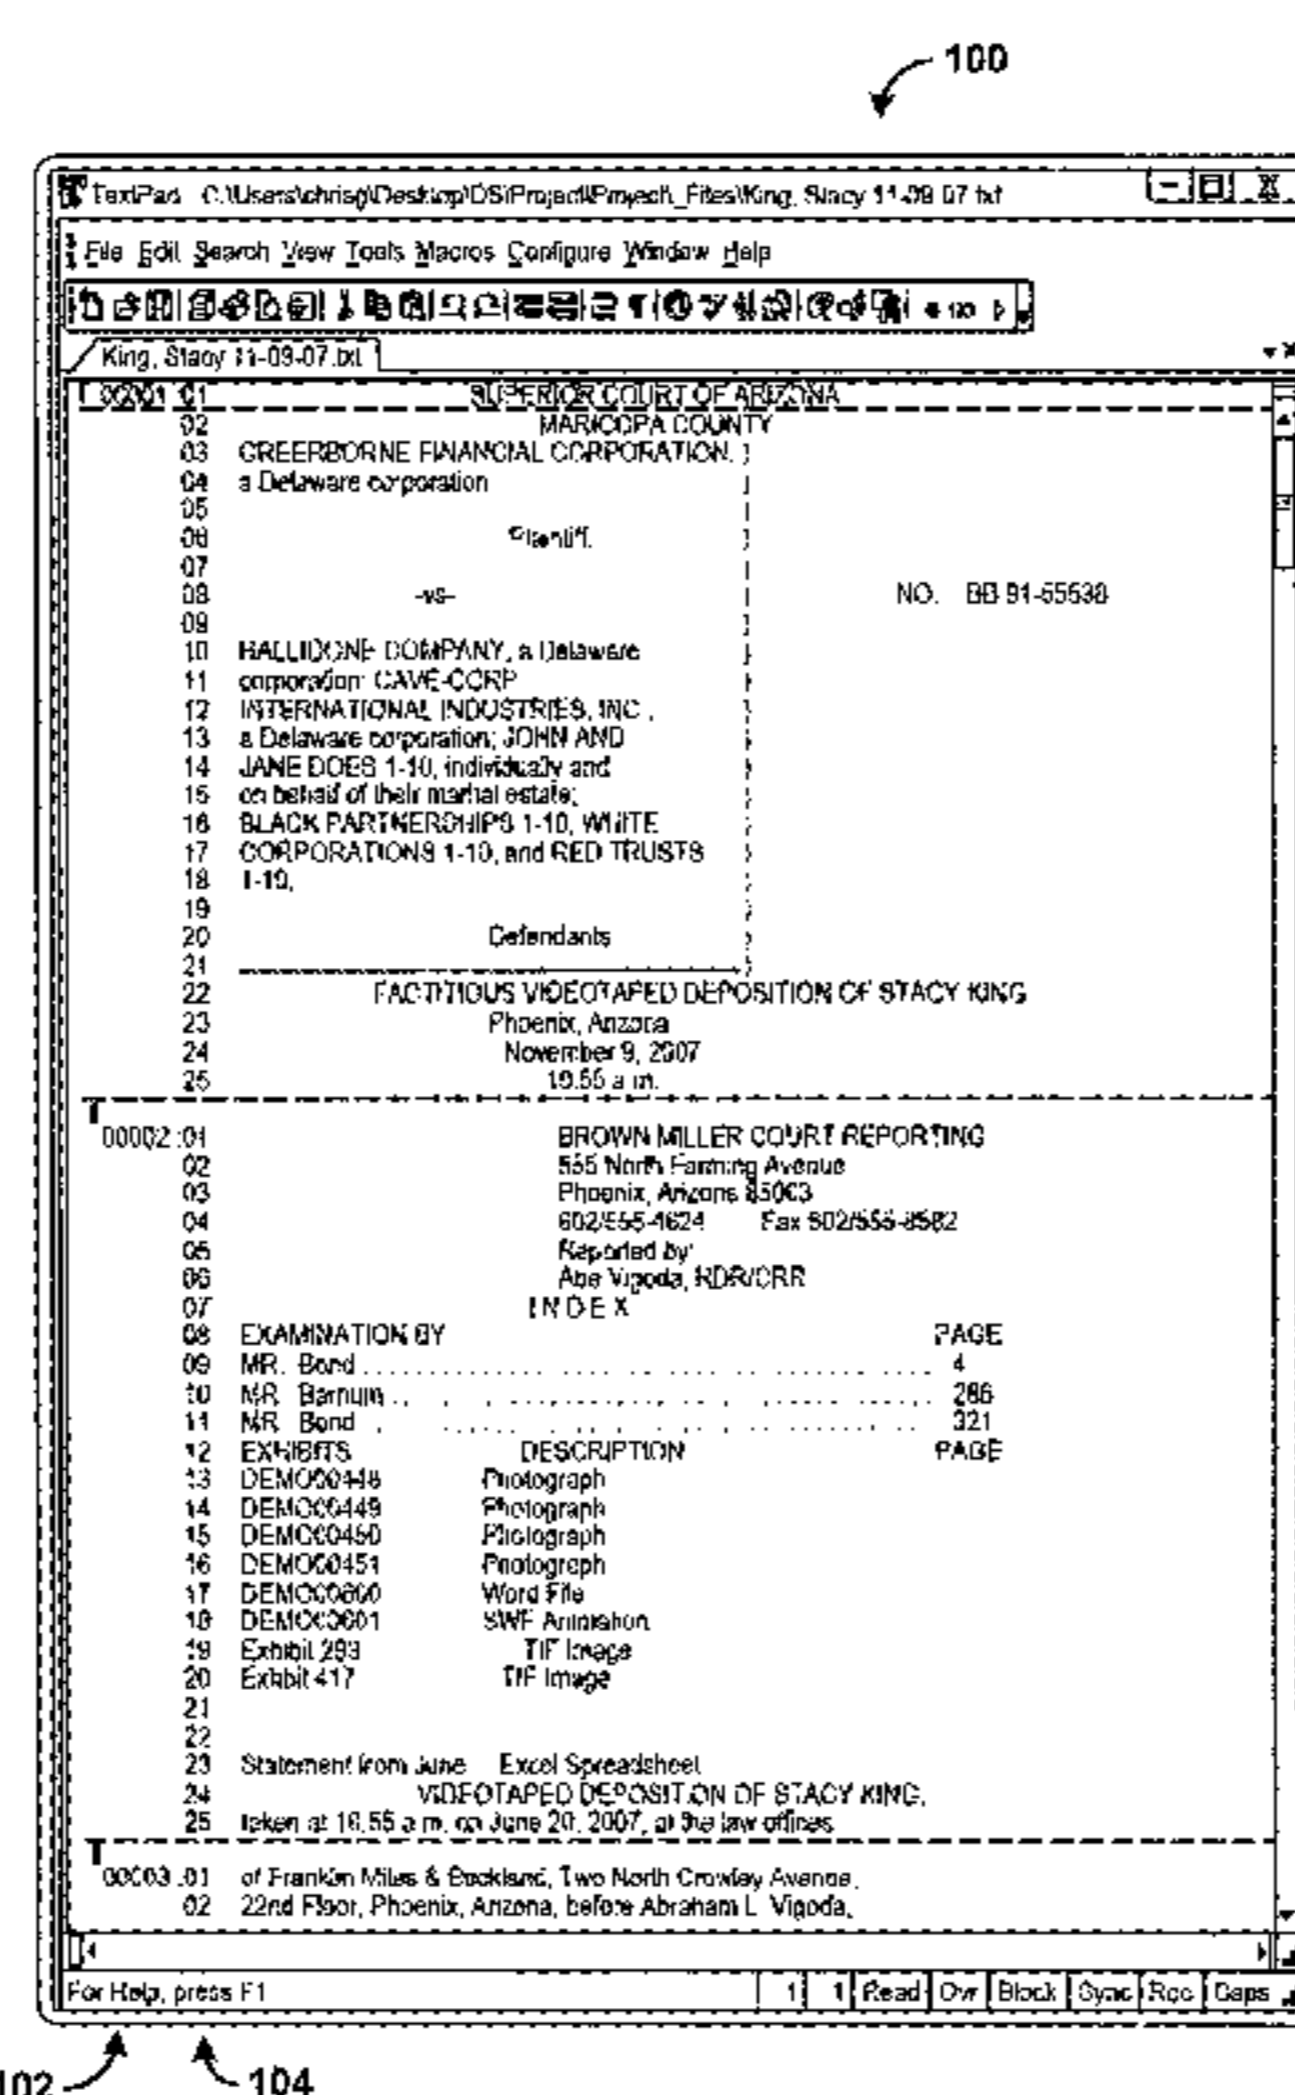 100
TextPad C:\Users\chrisg\Desktop\DSiProject\Project_Files\King, Stacy 11-09-07.txt
File Edit Search View Tools Macros Configure Window Help
King, Stacy 11-09-07.txt
00001:01 SUPERIOR COURT OF ARIZONA
02 MARICOPA COUNTY
03 GREERBORNE FINANCIAL CORPORATION, )
04 a Delaware corporation )
05
06 Plaintiff, )
07
08 -vs- ) NO. BB 91-55538
09
10 HALLIDONE COMPANY, a Delaware )
11 corporation; CAVE-CORP )
12 INTERNATIONAL INDUSTRIES, INC., )
13 a Delaware corporation; JOHN AND )
14 JANE DOES 1-10, individually and )
15 on behalf of their marital estate; )
16 BLACK PARTNERSHIPS 1-10, WHITE )
17 CORPORATIONS 1-10, and RED TRUSTS )
18 1-10, )
19 )
20 Defendants )
21 )
22 FACTITIOUS VIDEOTAPED DEPOSITION OF STACY KING
23 Phoenix, Arizona
24 November 9, 2007
25 10:55 a.m.
00002:01 BROWN MILLER COURT REPORTING
02 555 North Avenue
03 Phoenix, Arizona 85003
04 602/555-4624 Fax 602/555-8582
05 Reported by:
06 Abe Vigoda, RDR/CRR
07 I N D E X
08 EXAMINATION BY PAGE
09 MR. Bond 4
10 MR. Barnum 286
11 MR. Bond 321
12 EXHIBITS DESCRIPTION PAGE
13 DEMO00448 Photograph
14 DEMO00449 Photograph
15 DEMO00450 Photograph
16 DEMO00451 Photograph
17 DEMO00600 Word File
18 DEMO00601 SWF Animation
19 Exhibit 293 TIF Image
20 Exhibit 417 TIF Image
21
22
23 Statement from June Excel Spreadsheet
24 VIDEOTAPED DEPOSITION OF STACY KING,
25 taken at 10:55 a.m. on June 20, 2007, at the law offices
00003:01 of Franklin Miles & Buckland, Two North Crowley Avenue,
02 22nd Floor, Phoenix, Arizona, before Abraham L. Vigoda,
For Help, press F1 1 1 Read Ovr Block Sync Rec Caps
102 104